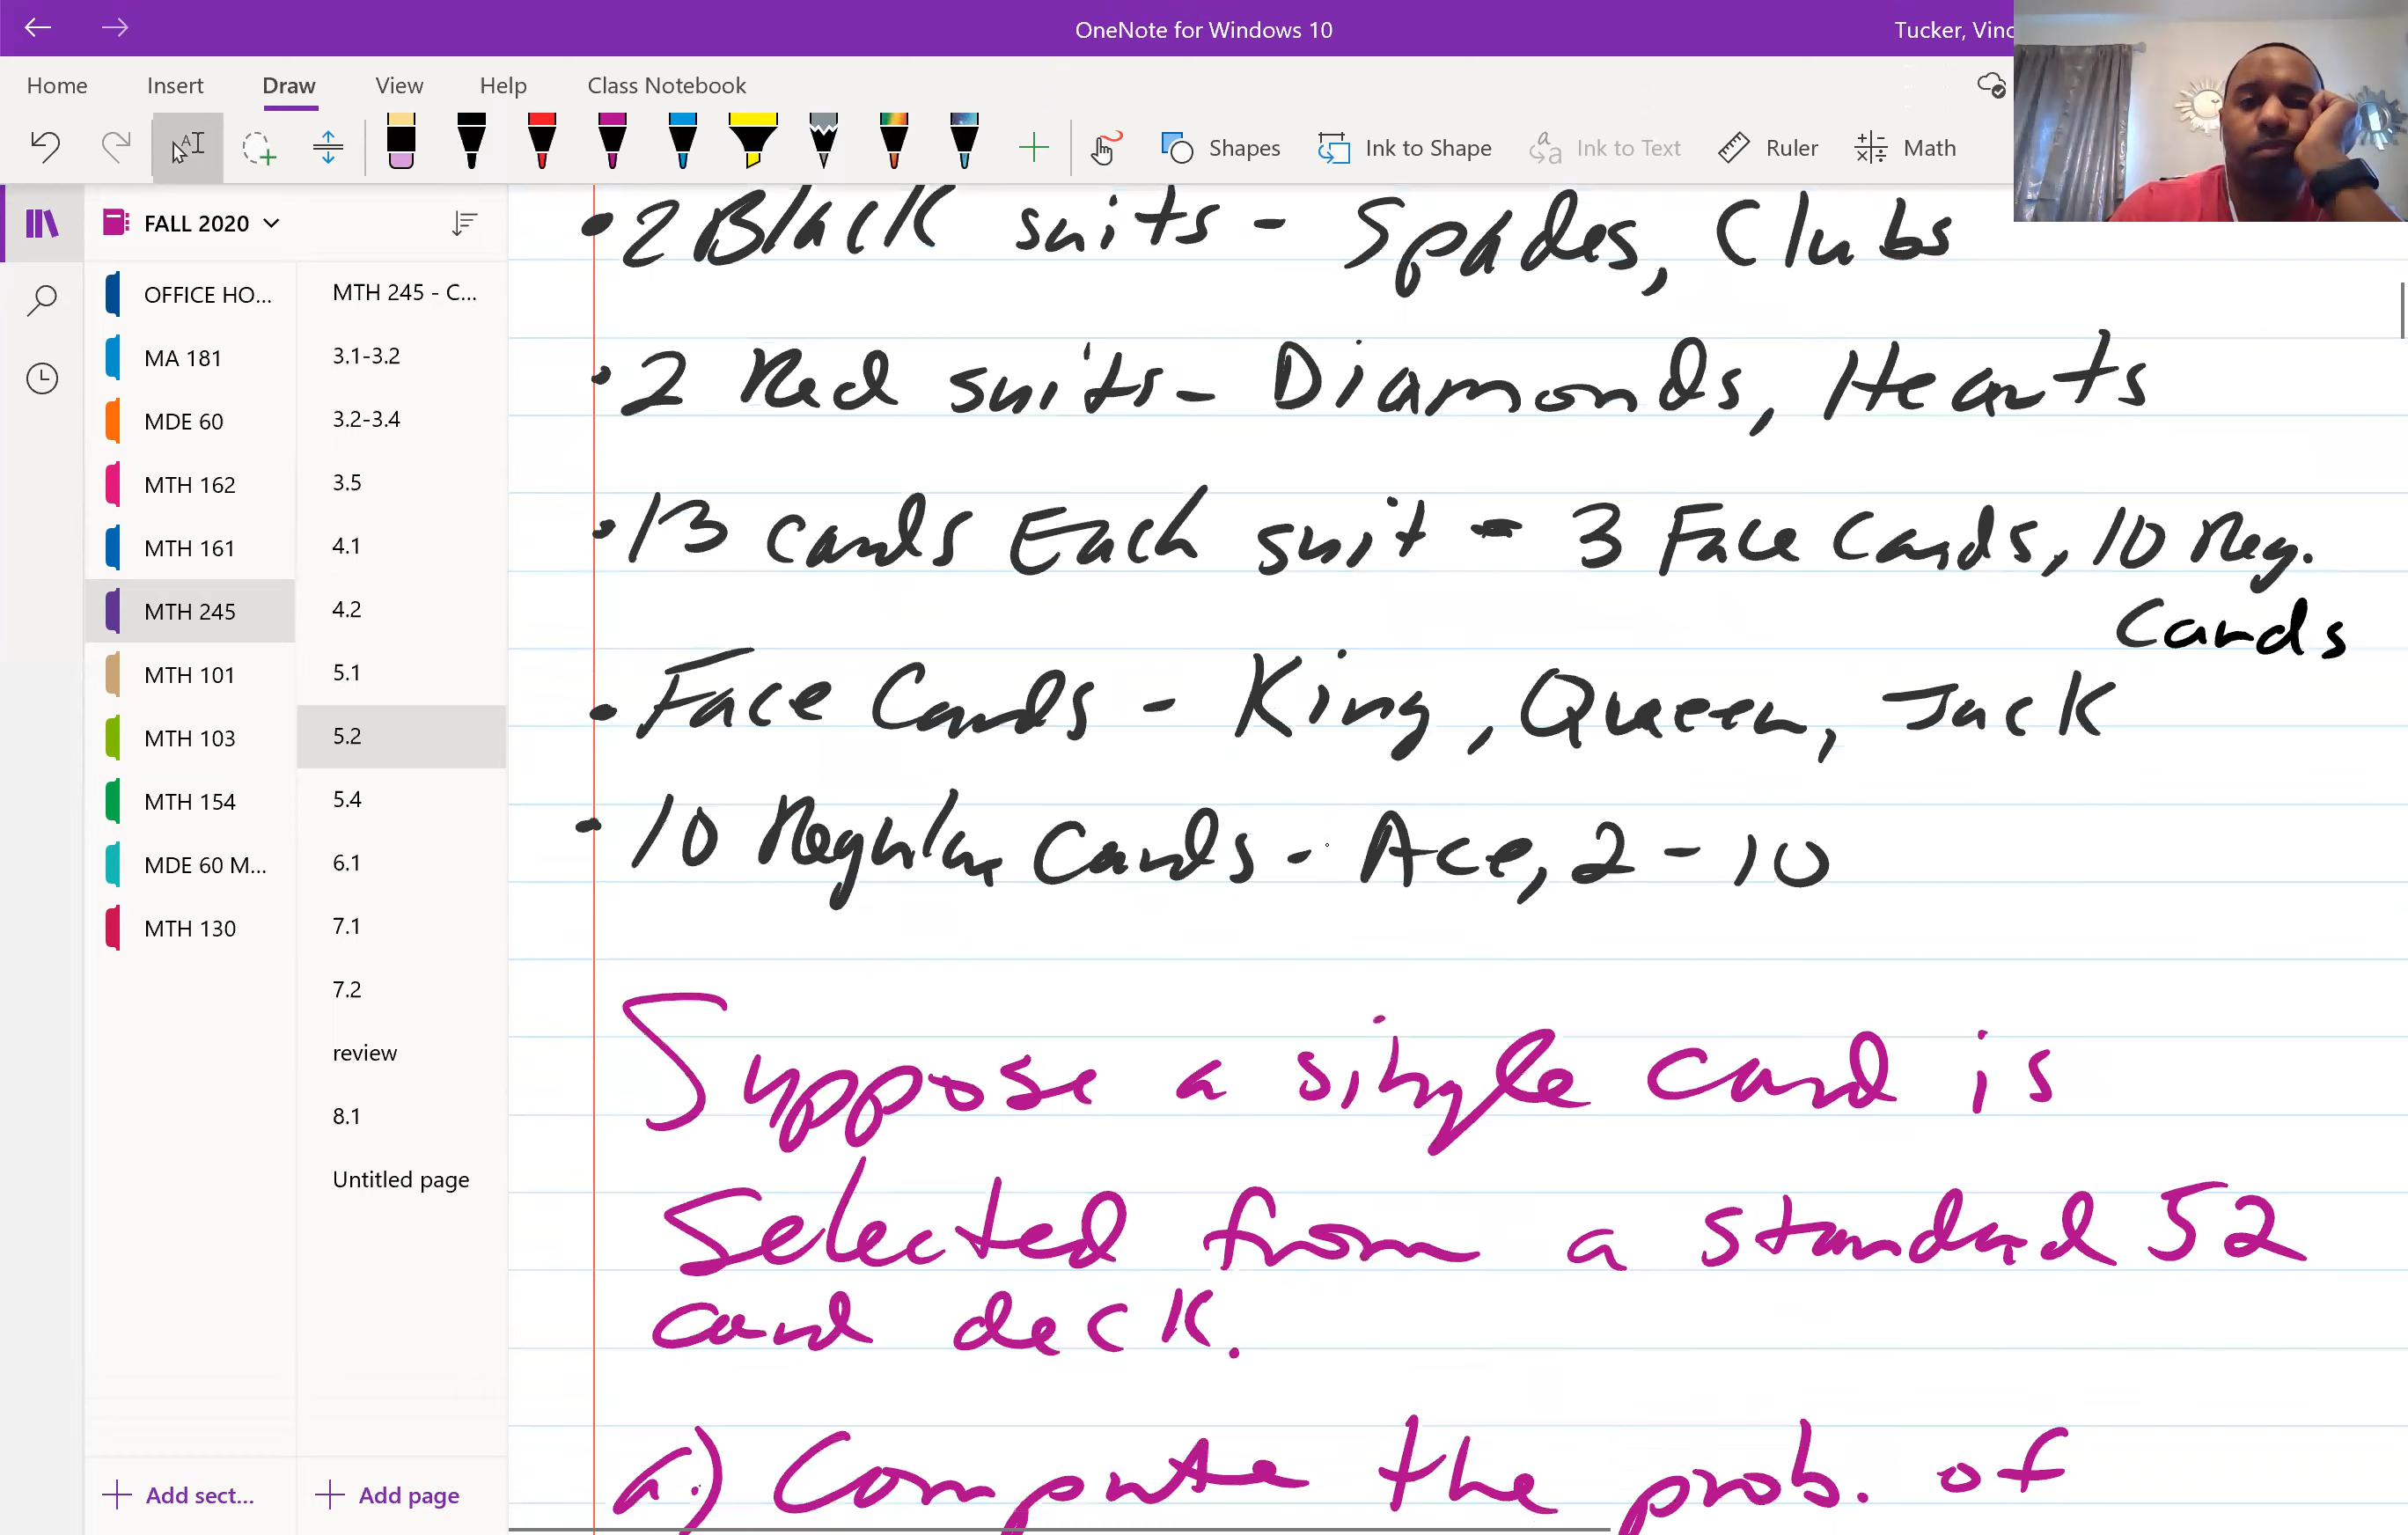 OneNote for Windows 10
Tucker, Vinc
Home Insert Draw View Help Class Notebook
Shapes Ink to Shape Ink to Text Ruler Math
FALL 2020
OFFICE HO...
MA 181
MDE 60
MTH 162
MTH 161
MTH 245
MTH 101
MTH 103
MTH 154
MDE 60 M...
MTH 130
Add sect...
MTH 245 - C...
3.1-3.2
3.2-3.4
3.5
4.1
4.2
5.1
5.2
5.4
6.1
7.1
7.2
review
8.1
Untitled page
Add page
• 2 Black suits - Spades, Clubs
• 2 Red suits - Diamonds, Hearts
• 13 cards Each suit - 3 Face Cards, 10 Reg.
Cards
• Face Cards - King, Queen, Jack
• 10 Regular Cards - Ace, 2 - 10
Suppose a single card is
Selected from a standard 52
card deck.
a.) Compute the prob. of